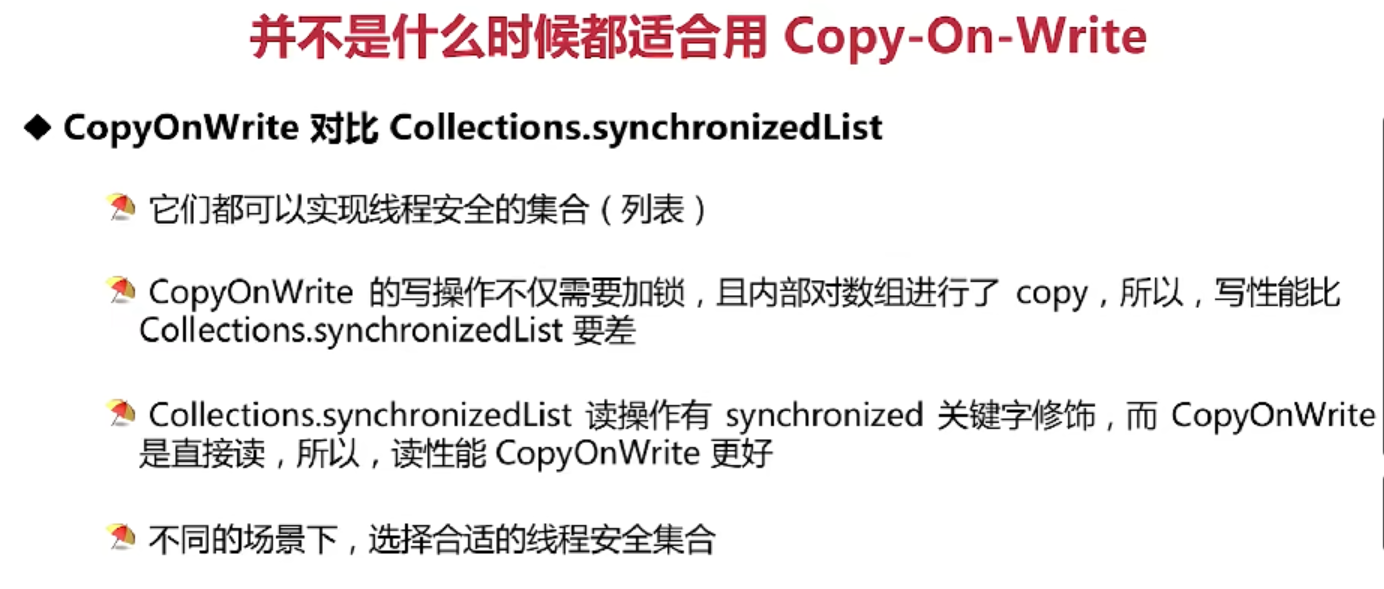 并不是什么时候都适合用 Copy-On-Write
◆ CopyOnWrite 对比 Collections.synchronizedList
它们都可以实现线程安全的集合（列表）
CopyOnWrite 的写操作不仅需要加锁，且内部对数组进行了 copy，所以，写性能比
Collections.synchronizedList 要差
Collections.synchronizedList 读操作有 synchronized 关键字修饰，而 CopyOnWrite
是直接读，所以，读性能 CopyOnWrite 更好
不同的场景下，选择合适的线程安全集合